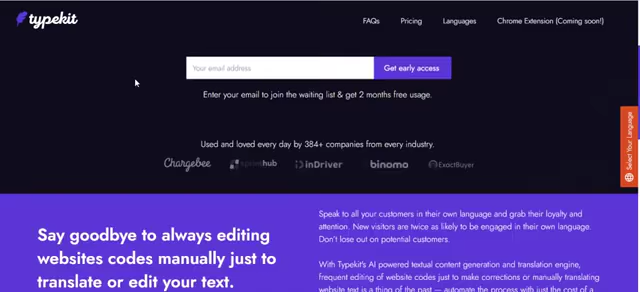 typekit
FAQs Pricing Languages Chrome Extension (Coming soon!)
Your email address
Get early access
Enter your email to join the waiting list & get 2 months free usage.
Select Your Language
Used and loved every day by 384+ companies from every industry.
Chargebee hub inDriver binomo ExactBuyer
Say goodbye to always editing
websites codes manually just to
translate or edit your text.
Speak to all your customers in their own language and grab their loyalty and
attention. New visitors are twice as likely to be engaged in their own language.
Don't lose out on potential customers.
With Typekit's AI powered textual content generation and translation engine,
frequent editing of website codes just to make corrections or manually translating
website text is a thing of the past — automate the process with just the cost of a